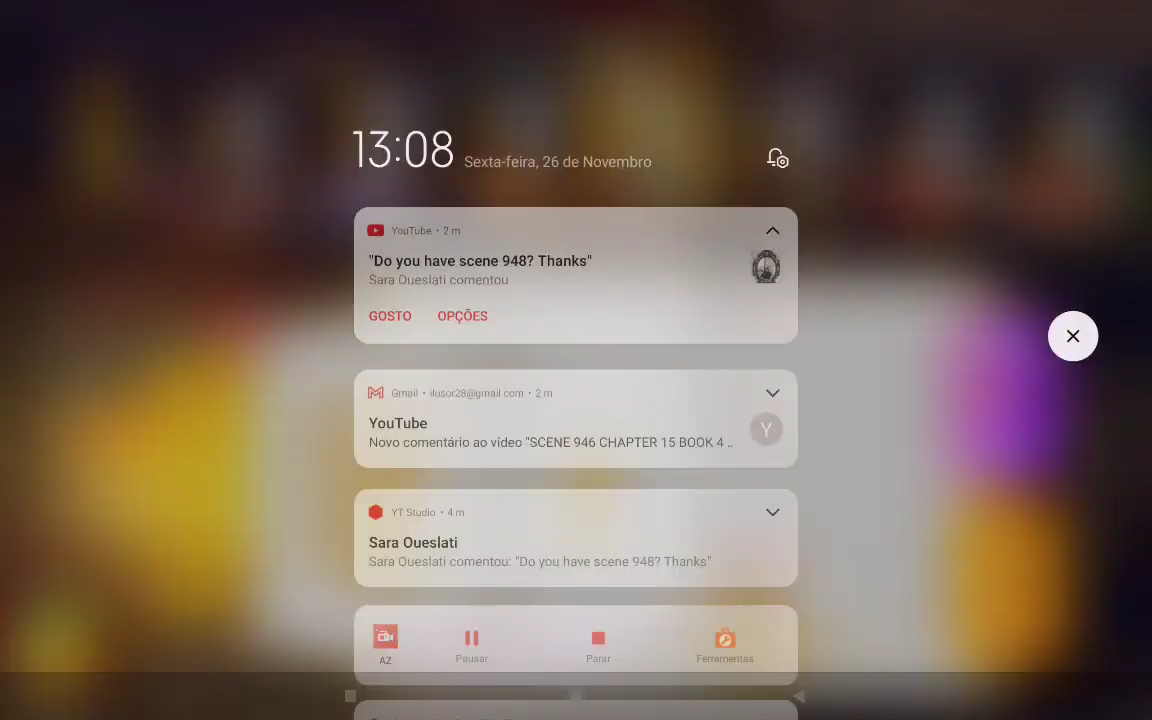 13:08 Sexta-feira, 26 de Novembro
YouTube • 2 m
"Do you have scene 948? Thanks"
Sara Oueslati comentou
GOSTO OPÇÕES
Gmail • ilusor28@gmail.com • 2 m
YouTube
Novo comentário ao vídeo "SCENE 946 CHAPTER 15 BOOK 4 ..
Y
YT Studio • 4 m
Sara Oueslati
Sara Oueslati comentou: "Do you have scene 948? Thanks"
AZ Pausar Parar Ferramentas